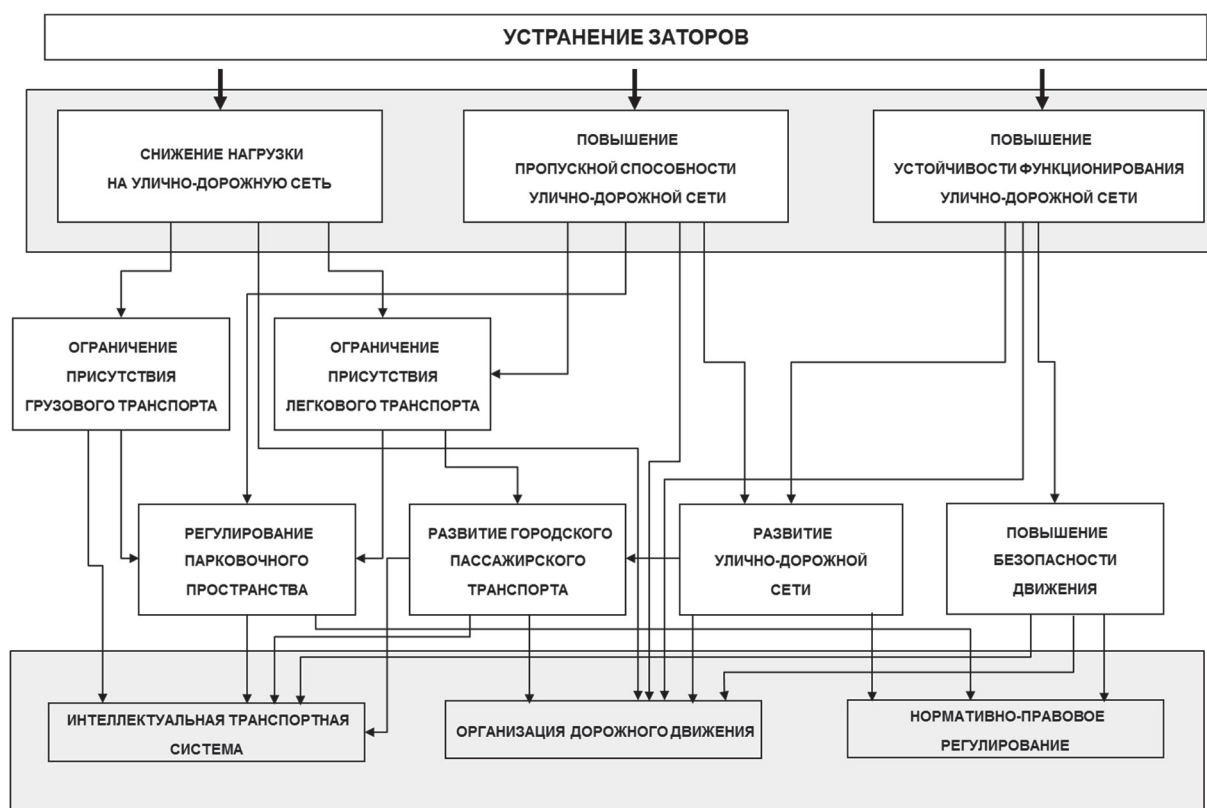 УСТРАНЕНИЕ ЗАТОРОВ
СНИЖЕНИЕ НАГРУЗКИ
НА УЛИЧНО-ДОРОЖНУЮ СЕТЬ
ПОВЫШЕНИЕ
ПРОПУСКНОЙ СПОСОБНОСТИ
УЛИЧНО-ДОРОЖНОЙ СЕТИ
ПОВЫШЕНИЕ
УСТОЙЧИВОСТИ ФУНКЦИОНИРОВАНИЯ
УЛИЧНО-ДОРОЖНОЙ СЕТИ
ОГРАНИЧЕНИЕ
ПРИСУТСТВИЯ
ГРУЗОВОГО ТРАНСПОРТА
ОГРАНИЧЕНИЕ
ПРИСУТСТВИЯ
ЛЕГКОВОГО ТРАНСПОРТА
РЕГУЛИРОВАНИЕ
ПАРКОВОЧНОГО
ПРОСТРАНСТВА
РАЗВИТИЕ ГОРОДСКОГО
ПАССАЖИРСКОГО
ТРАНСПОРТА
РАЗВИТИЕ
УЛИЧНО-ДОРОЖНОЙ
СЕТИ
ПОВЫШЕНИЕ
БЕЗОПАСНОСТИ
ДВИЖЕНИЯ
ИНТЕЛЛЕКТУАЛЬНАЯ ТРАНСПОРТНАЯ
СИСТЕМА
ОРГАНИЗАЦИЯ ДОРОЖНОГО ДВИЖЕНИЯ
НОРМАТИВНО-ПРАВОВОЕ
РЕГУЛИРОВАНИЕ